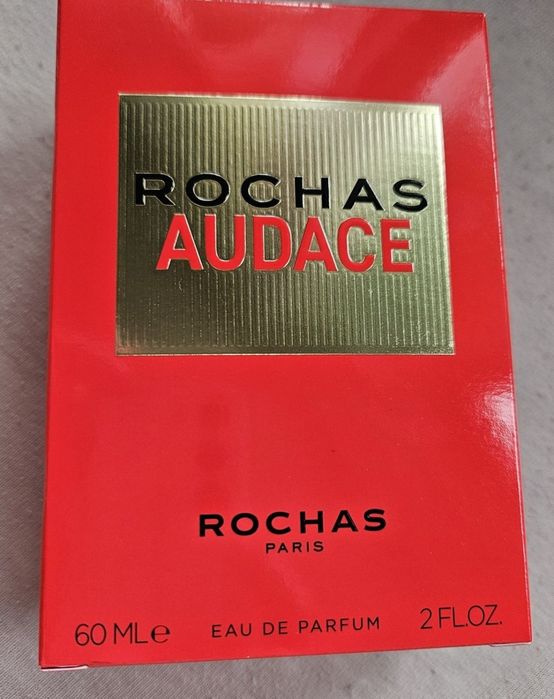 ROCHAS
AUDACE
ROCHAS
PARIS
60 ML℮ EAU DE PARFUM 2 FL.OZ.